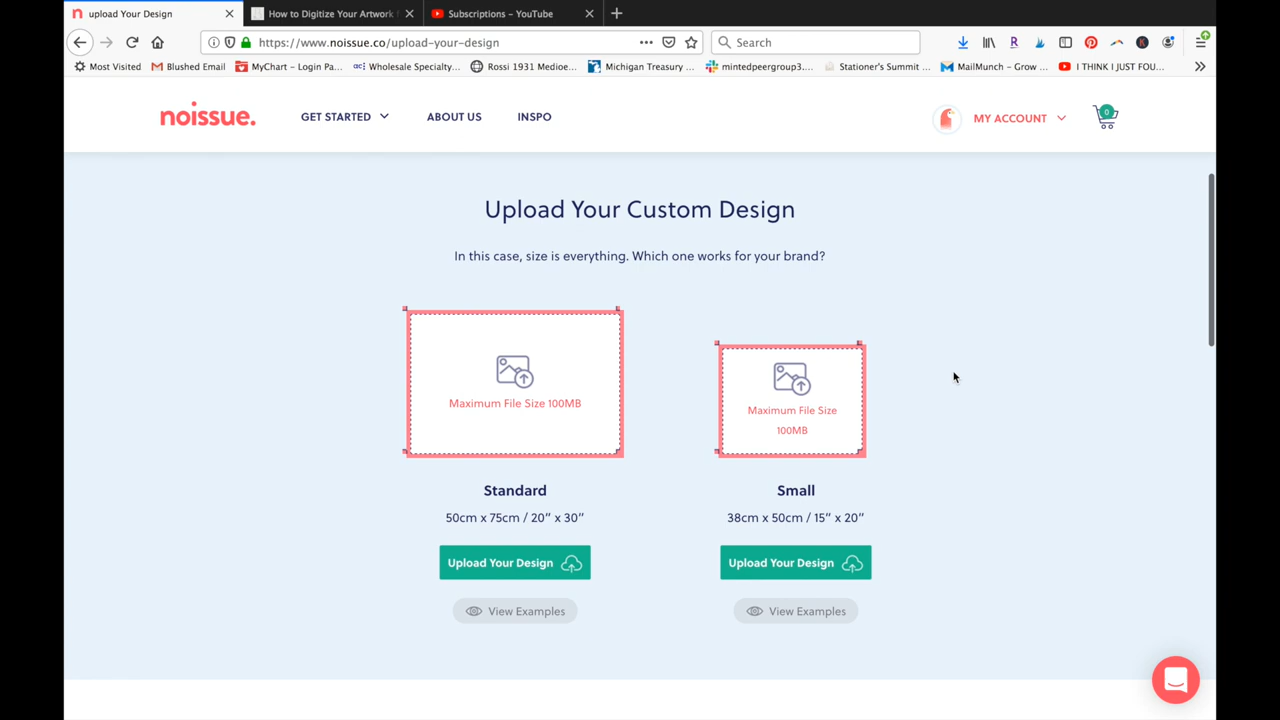 upload Your Design
How to Digitize Your Artwork
Subscriptions – YouTube
https://www.noissue.co/upload-your-design
Search
Most Visited
Blushed Email
MyChart – Login Pa...
Wholesale Specialty...
Rossi 1931 Medioe...
Michigan Treasury ...
mintedpeergroup3....
Stationer's Summit ...
MailMunch – Grow ...
I THINK I JUST FOU...
noissue.
GET STARTED
ABOUT US
INSPO
MY ACCOUNT
0
Upload Your Custom Design
In this case, size is everything. Which one works for your brand?
Maximum File Size 100MB
Maximum File Size
100MB
Standard
Small
50cm x 75cm / 20” x 30”
38cm x 50cm / 15” x 20”
Upload Your Design
Upload Your Design
View Examples
View Examples